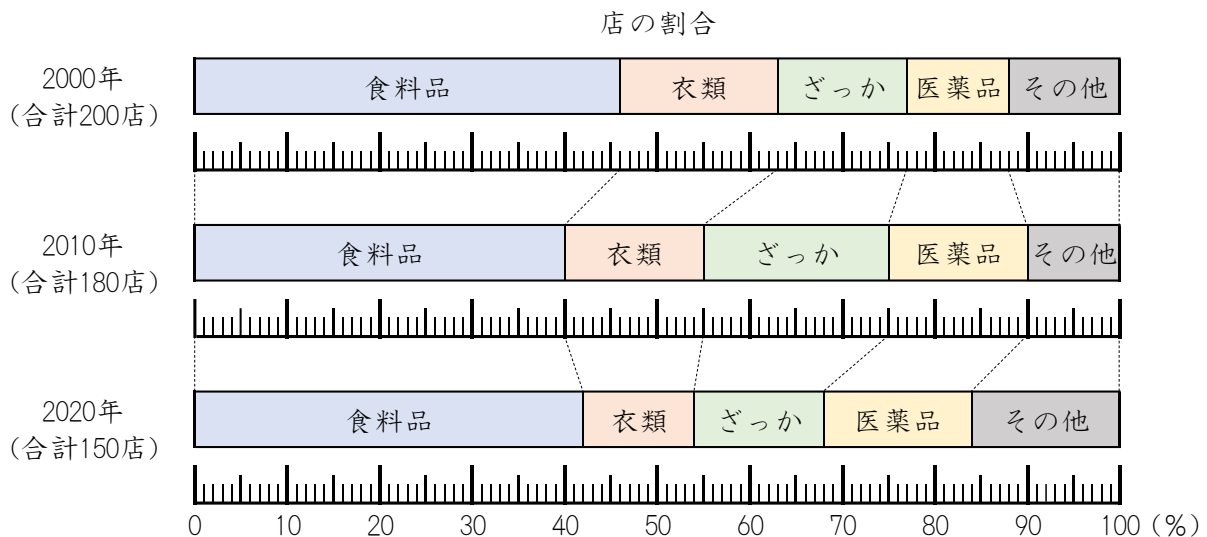 店の割合
2000年
(合計200店)
食料品 衣類 ざっか 医薬品 その他
2010年
(合計180店)
食料品 衣類 ざっか 医薬品 その他
2020年
(合計150店)
食料品 衣類 ざっか 医薬品 その他
0 10 20 30 40 50 60 70 80 90 100 (%)